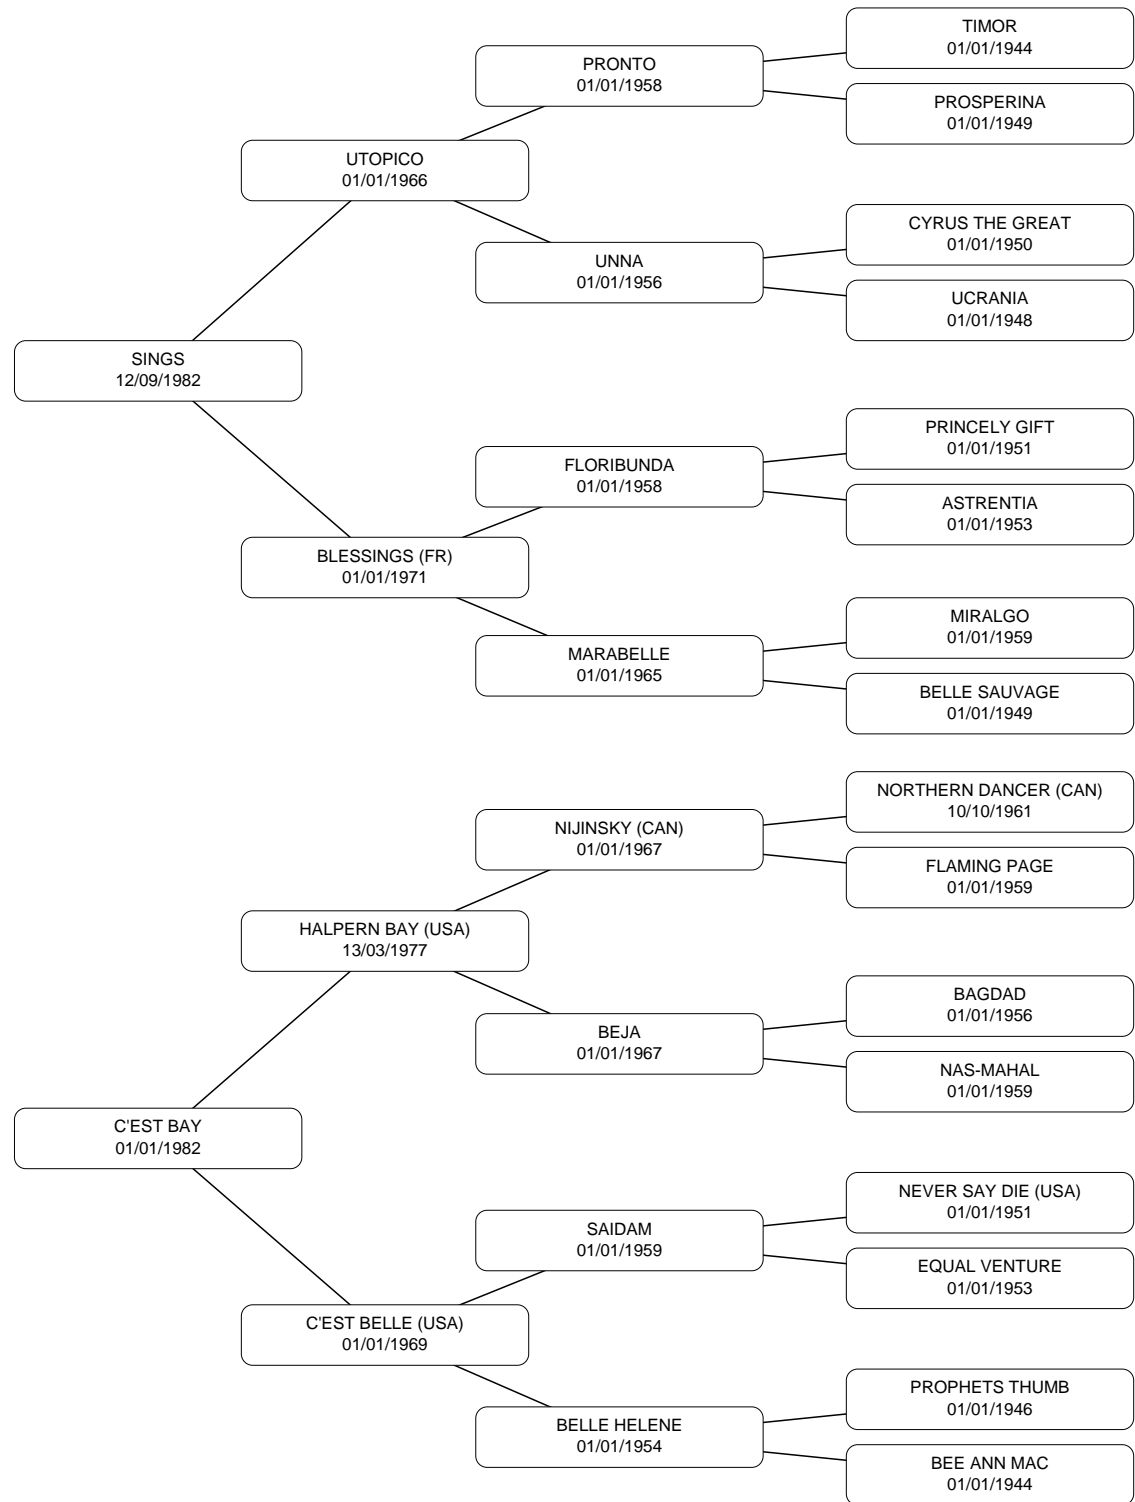 TIMOR
01/01/1944
PRONTO
01/01/1958
PROSPERINA
01/01/1949
UTOPICO
01/01/1966
CYRUS THE GREAT
01/01/1950
UNNA
01/01/1956
UCRANIA
01/01/1948
SINGS
12/09/1982
PRINCELY GIFT
01/01/1951
FLORIBUNDA
01/01/1958
ASTRENTIA
01/01/1953
BLESSINGS (FR)
01/01/1971
MIRALGO
01/01/1959
MARABELLE
01/01/1965
BELLE SAUVAGE
01/01/1949
NORTHERN DANCER (CAN)
10/10/1961
NIJINSKY (CAN)
01/01/1967
FLAMING PAGE
01/01/1959
HALPERN BAY (USA)
13/03/1977
BAGDAD
01/01/1956
BEJA
01/01/1967
NAS-MAHAL
01/01/1959
C'EST BAY
01/01/1982
NEVER SAY DIE (USA)
01/01/1951
SAIDAM
01/01/1959
EQUAL VENTURE
01/01/1953
C'EST BELLE (USA)
01/01/1969
PROPHETS THUMB
01/01/1946
BELLE HELENE
01/01/1954
BEE ANN MAC
01/01/1944